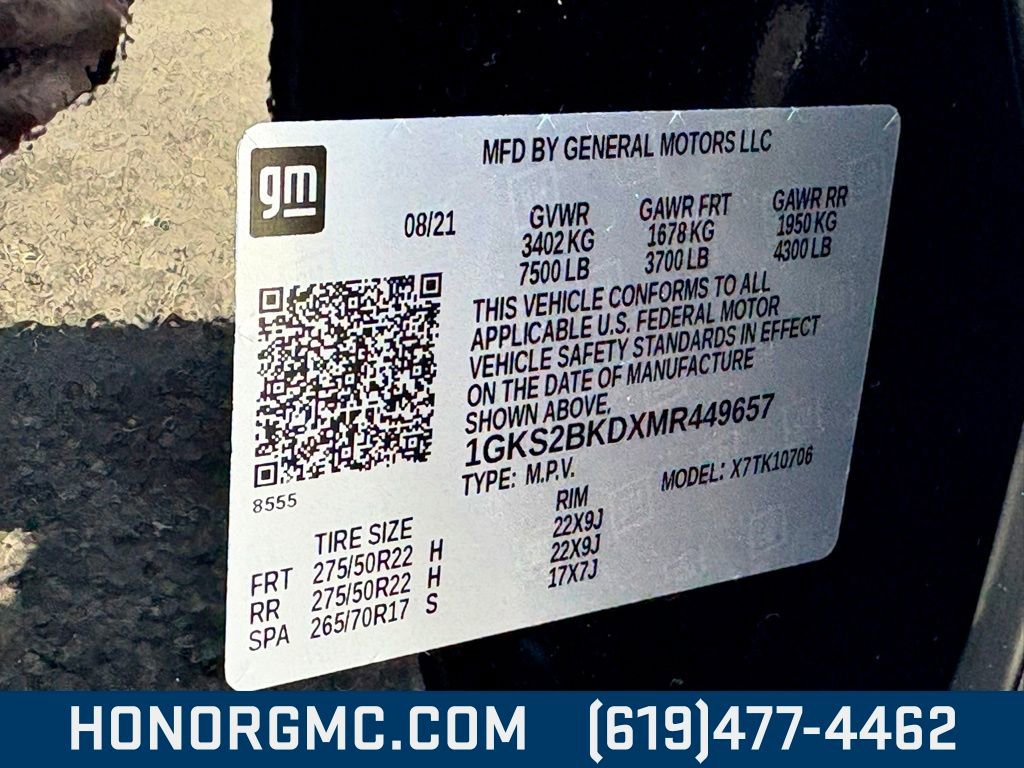 gm
MFD BY GENERAL MOTORS LLC
08/21
GVWR
3402 KG
7500 LB
GAWR FRT
1678 KG
3700 LB
GAWR RR
1950 KG
4300 LB
THIS VEHICLE CONFORMS TO ALL
APPLICABLE U.S. FEDERAL MOTOR
VEHICLE SAFETY STANDARDS IN EFFECT
ON THE DATE OF MANUFACTURE
SHOWN ABOVE.
1GKS2BKDXMR449657
TYPE: M.P.V. MODEL: X7TK10706
8555
TIRE SIZE RIM
FRT 275/50R22 H 22X9J
RR 275/50R22 H 22X9J
SPA 265/70R17 S 17X7J
HONORGMC.COM (619)477-4462